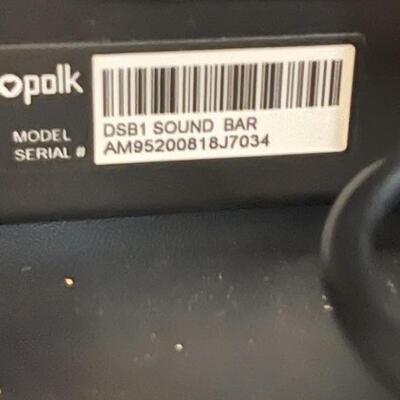 polk
MODEL DSB1 SOUND BAR
SERIAL # AM95200818J7034